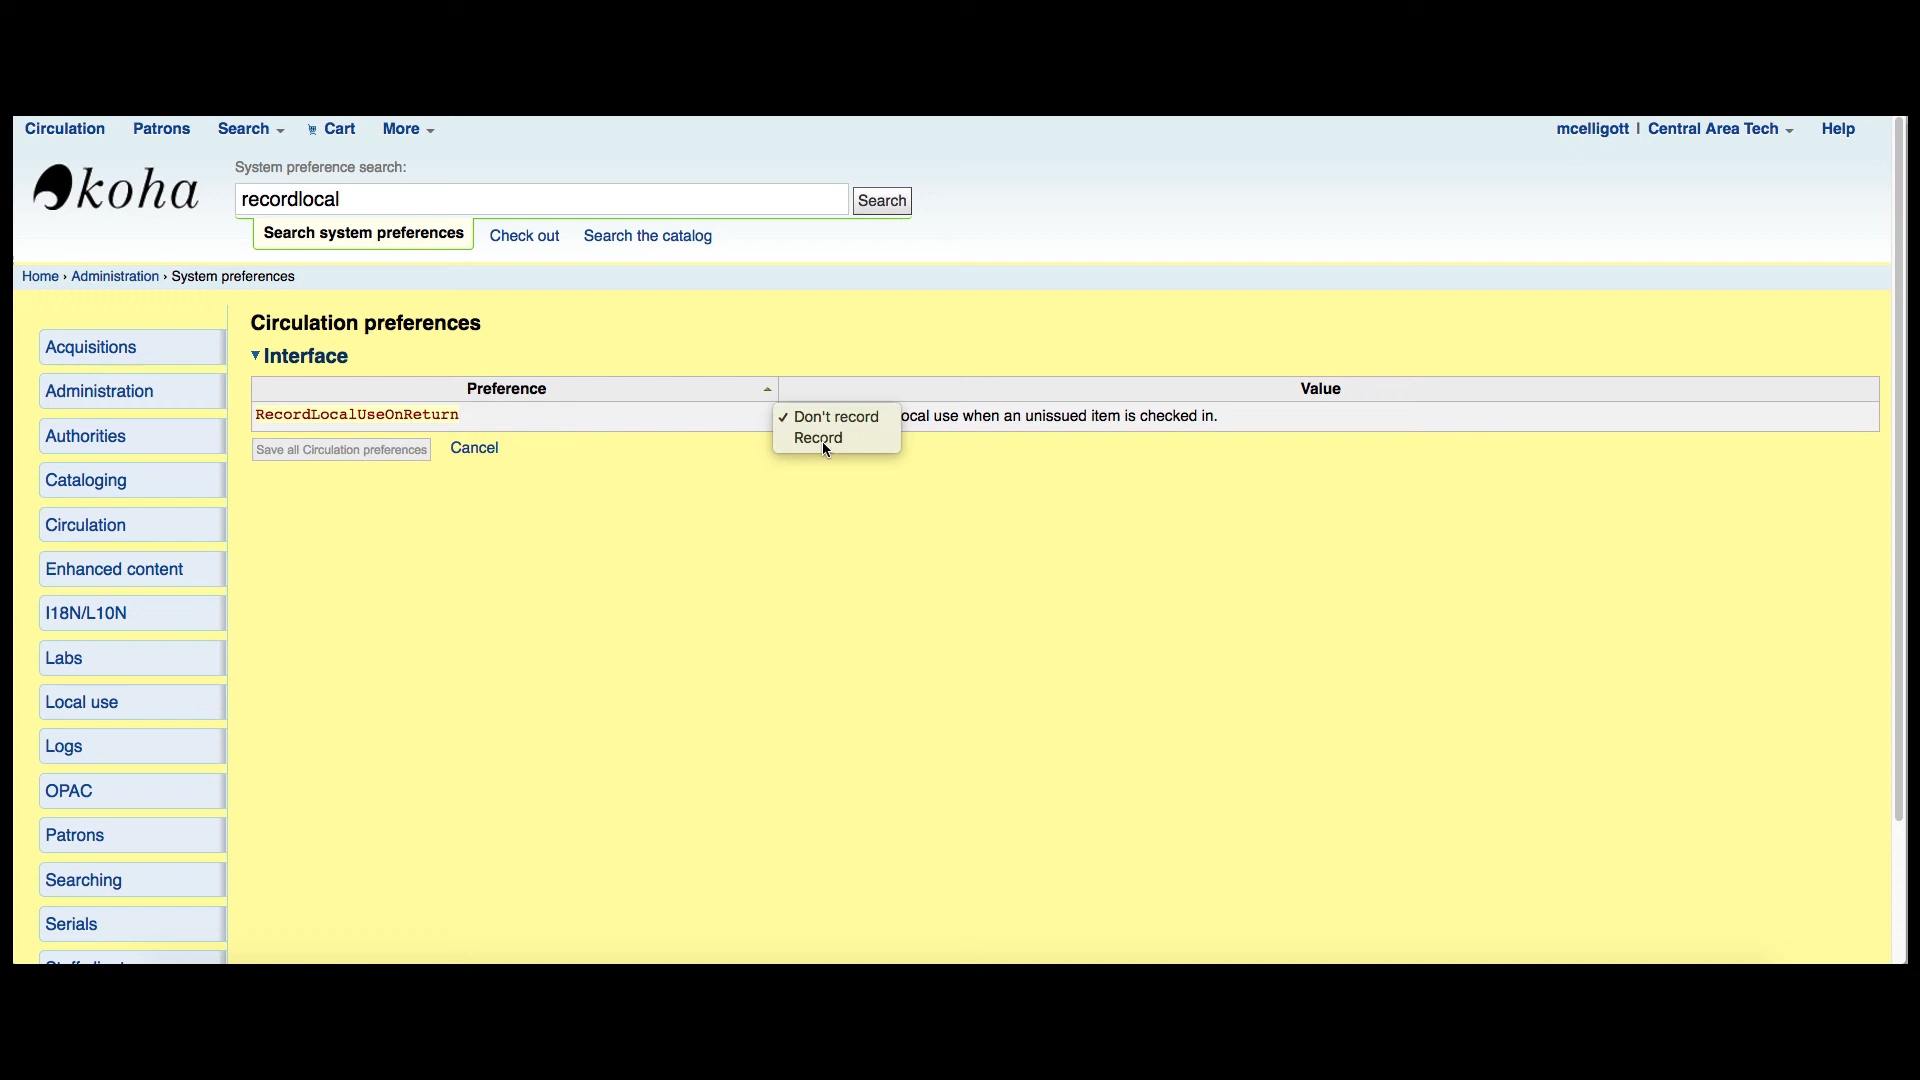 Circulation Patrons Search Cart More mcelligott | Central Area Tech Help
System preference search:
koha
recordlocal Search
Search system preferences Check out Search the catalog
Home › Administration › System preferences
Circulation preferences
Interface
Preference Value
RecordLocalUseOnReturn ✓ Don't record ocal use when an unissued item is checked in.
Record
Save all Circulation preferences Cancel
Acquisitions
Administration
Authorities
Cataloging
Circulation
Enhanced content
I18N/L10N
Labs
Local use
Logs
OPAC
Patrons
Searching
Serials